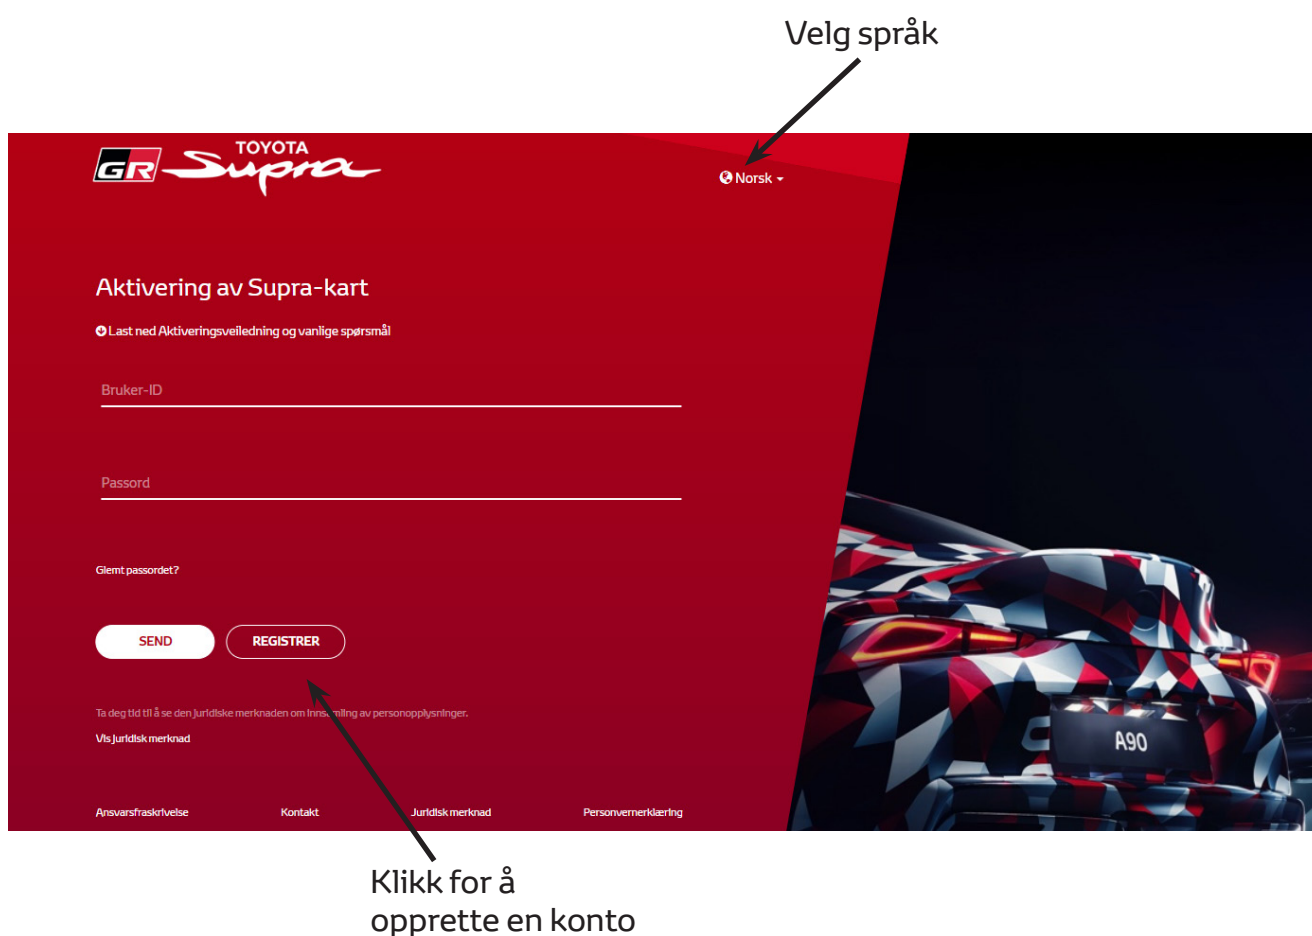 Velg språk
GR TOYOTA Supra
Norsk
Aktivering av Supra-kart
Last ned Aktiveringsveiledning og vanlige spørsmål
Bruker-ID
Passord
Glemt passordet?
SEND REGISTRER
Ta deg tid til å se den juridiske merknaden om innsamling av personopplysninger.
Vis juridisk merknad
A90
Ansvarsfraskrivelse Kontakt Juridisk merknad Personvernerklæring
Klikk for å
opprette en konto